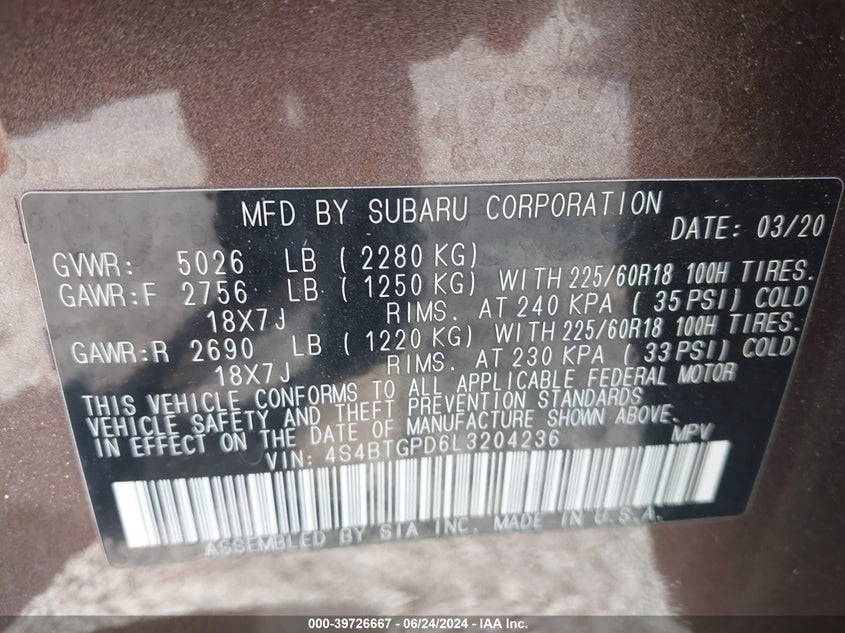 MFD BY SUBARU CORPORATION
DATE: 03/20
GVWR: 5026 LB ( 2280 KG)
GAWR:F 2756 LB ( 1250 KG) WITH 225/60R18 100H TIRES.
18X7J RIMS. AT 240 KPA ( 35 PSI) COLD
GAWR:R 2690 LB ( 1220 KG) WITH 225/60R18 100H TIRES.
18X7J RIMS. AT 230 KPA ( 33 PSI) COLD
THIS VEHICLE CONFORMS TO ALL APPLICABLE FEDERAL MOTOR
VEHICLE SAFETY AND THEFT PREVENTION STANDARDS
IN EFFECT ON THE DATE OF MANUFACTURE SHOWN ABOVE.
VIN: 4S4BTGPD6L3204236 MPV
ASSEMBLED BY SIA INC. MADE IN U.S.A.
000-39726667 - 06/24/2024 - IAA Inc.